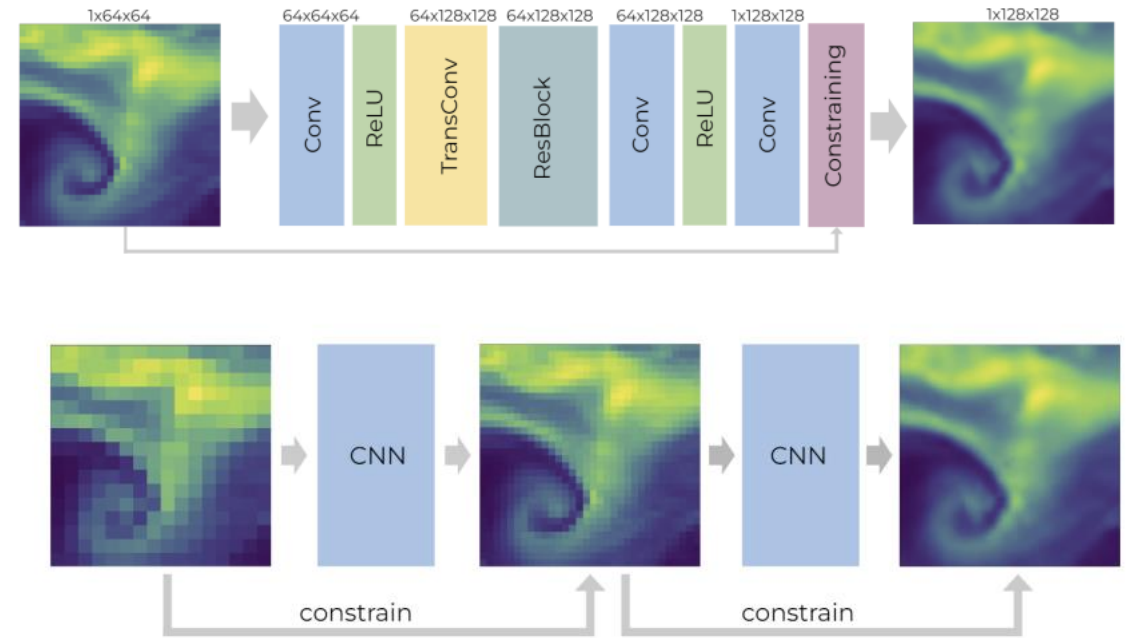 1x64x64
64x64x64
64x128x128
64x128x128
64x128x128
1x128x128
1x128x128
Conv
ReLU
TransConv
ResBlock
Conv
ReLU
Conv
Constraining
CNN
CNN
constrain
constrain